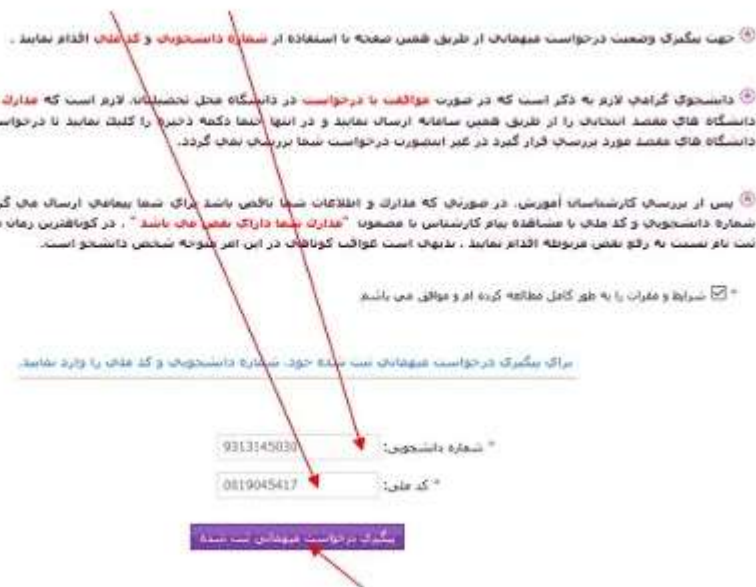 جهت پیگیری وضعیت درخواست میهمانی از طریق همین صفحه با استفاده از شماره دانشجویی و کد ملی اقدام نمایید .
دانشجوی گرامی لازم به ذکر است که در صورت موافقت با درخواست در دانشگاه محل تحصیلتان، لازم است که مدارك
دانشگاه های مقصد انتخابی را از طریق همین سامانه ارسال نمایید و در انتها حتما دکمه ذخیره را کلیك نمایید تا درخواست
دانشگاه های مقصد مورد بررسی قرار گیرد در غیر اینصورت درخواست شما بررسی نمی گردد.
پس از بررسی کارشناسان آموزش، در صورتی که مدارك و اطلاعات شما ناقص باشد برای شما پیامی ارسال می گر
شماره دانشجویی و کد ملی با مشاهده پیام کارشناس با مضمون "مدارك شما دارای نقص می باشد" ، در کوتاهترین زمان
ثبت نام نسبت به رفع نقص مربوطه اقدام نمایید ، بدیهی است عواقب کوتاهی در این امر متوجه شخص دانشجو است.
* شرایط و مقررات را به طور کامل مطالعه کرده ام و موافق می باشم
برای پیگیری درخواست میهمانی ثبت شده خود، شماره دانشجویی و کد ملی را وارد نمایید.
* شماره دانشجویی: 9313145030
* کد ملی: 0819045417
پیگیری درخواست میهمانی ثبت شده